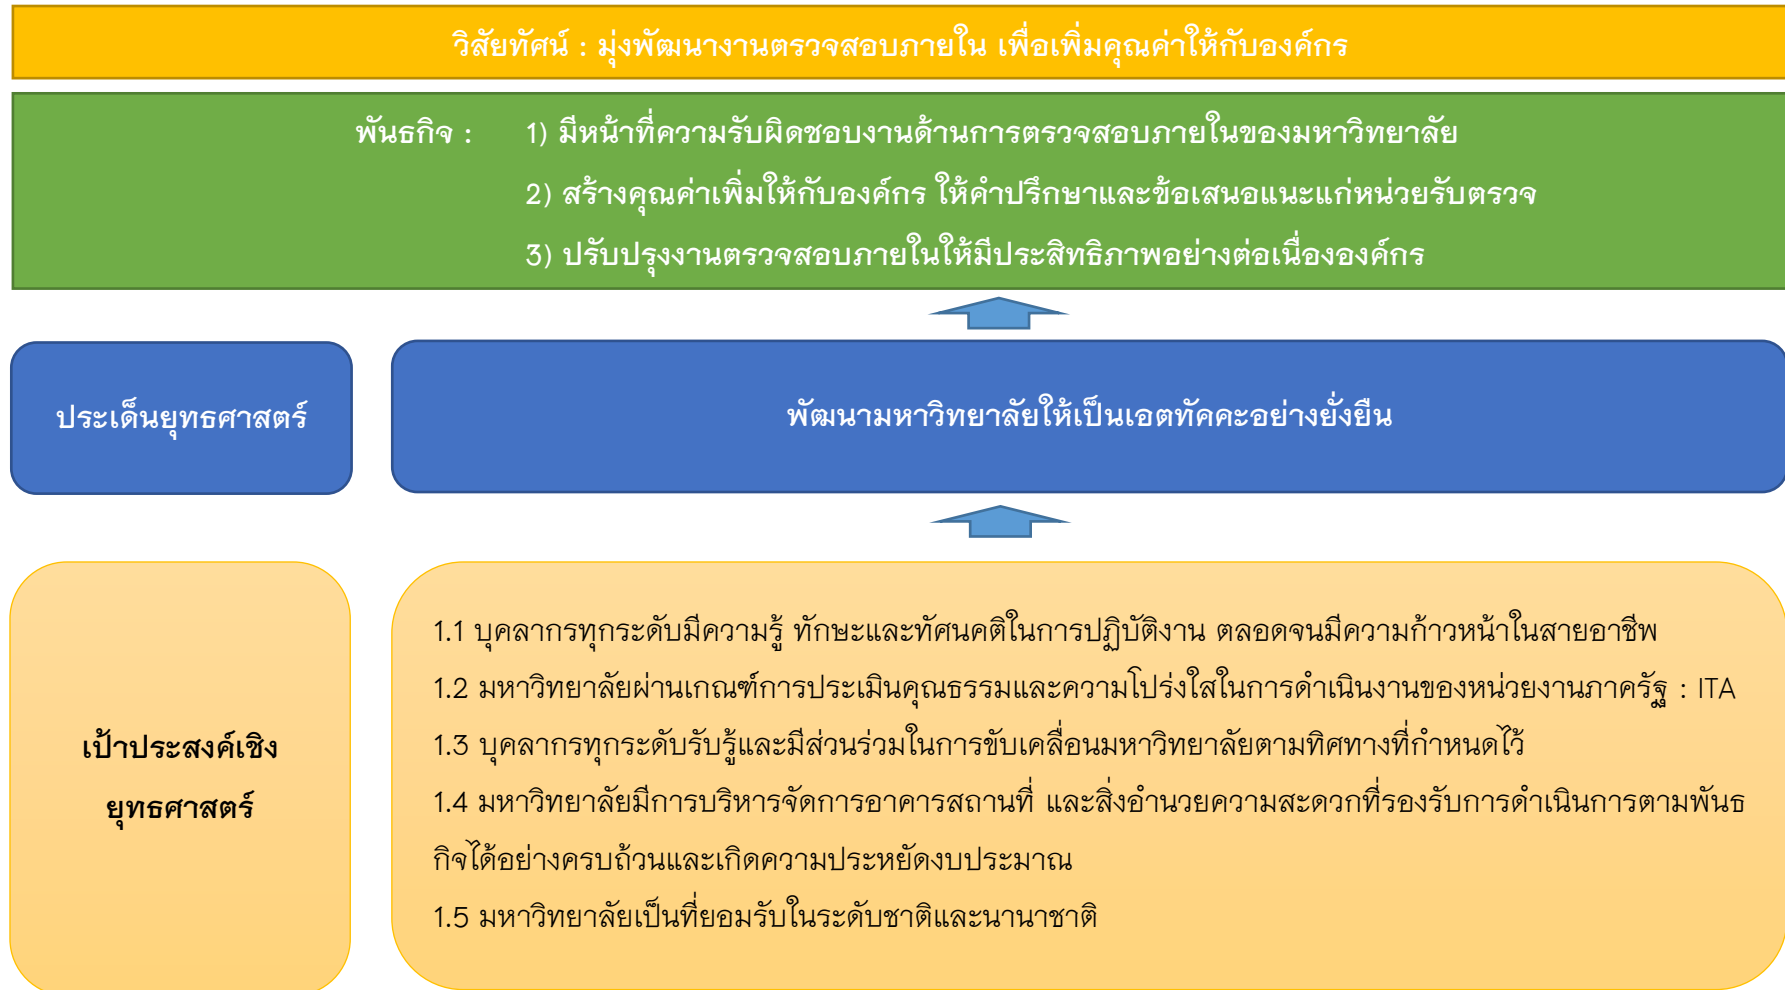 วิสัยทัศน์ : มุ่งพัฒนางานตรวจสอบภายใน เพื่อเพิ่มคุณค่าให้กับองค์กร
พันธกิจ : 1) มีหน้าที่ความรับผิดชอบงานด้านการตรวจสอบภายในของมหาวิทยาลัย
2) สร้างคุณค่าเพิ่มให้กับองค์กร ให้คำปรึกษาและข้อเสนอแนะแก่หน่วยรับตรวจ
3) ปรับปรุงงานตรวจสอบภายในให้มีประสิทธิภาพอย่างต่อเนื่ององค์กร
ประเด็นยุทธศาสตร์
พัฒนามหาวิทยาลัยให้เป็นเอตทัคคะอย่างยั่งยืน
เป้าประสงค์เชิง
ยุทธศาสตร์
1.1 บุคลากรทุกระดับมีความรู้ ทักษะและทัศนคติในการปฏิบัติงาน ตลอดจนมีความก้าวหน้าในสายอาชีพ
1.2 มหาวิทยาลัยผ่านเกณฑ์การประเมินคุณธรรมและความโปร่งใสในการดำเนินงานของหน่วยงานภาครัฐ : ITA
1.3 บุคลากรทุกระดับรับรู้และมีส่วนร่วมในการขับเคลื่อนมหาวิทยาลัยตามทิศทางที่กำหนดไว้
1.4 มหาวิทยาลัยมีการบริหารจัดการอาคารสถานที่ และสิ่งอำนวยความสะดวกที่รองรับการดำเนินการตามพันธ
กิจได้อย่างครบถ้วนและเกิดความประหยัดงบประมาณ
1.5 มหาวิทยาลัยเป็นที่ยอมรับในระดับชาติและนานาชาติ